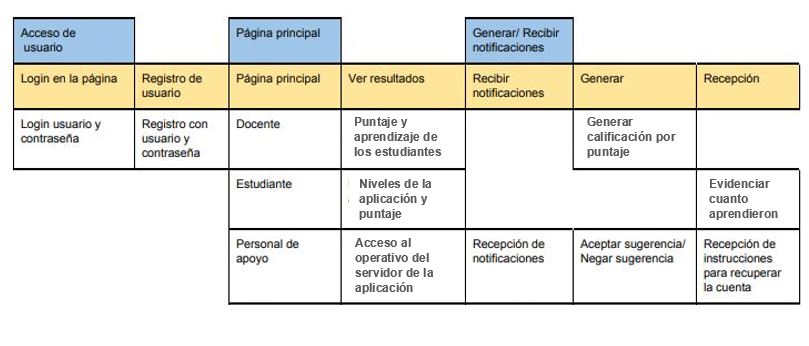 Acceso de
usuario
Página principal
Generar/ Recibir
notificaciones
Login en la página
Registro de
usuario
Página principal
Ver resultados
Recibir
notificaciones
Generar
Recepción
Login usuario y
contraseña
Registro con
usuario y
contraseña
Docente
Puntaje y
aprendizaje de
los estudiantes
Generar
calificación por
puntaje
Estudiante
Niveles de la
aplicación y
puntaje
Evidenciar
cuanto
aprendieron
Personal de
apoyo
Acceso al
operativo del
servidor de la
aplicación
Recepción de
notificaciones
Aceptar sugerencia/
Negar sugerencia
Recepción de
instrucciones
para recuperar
la cuenta